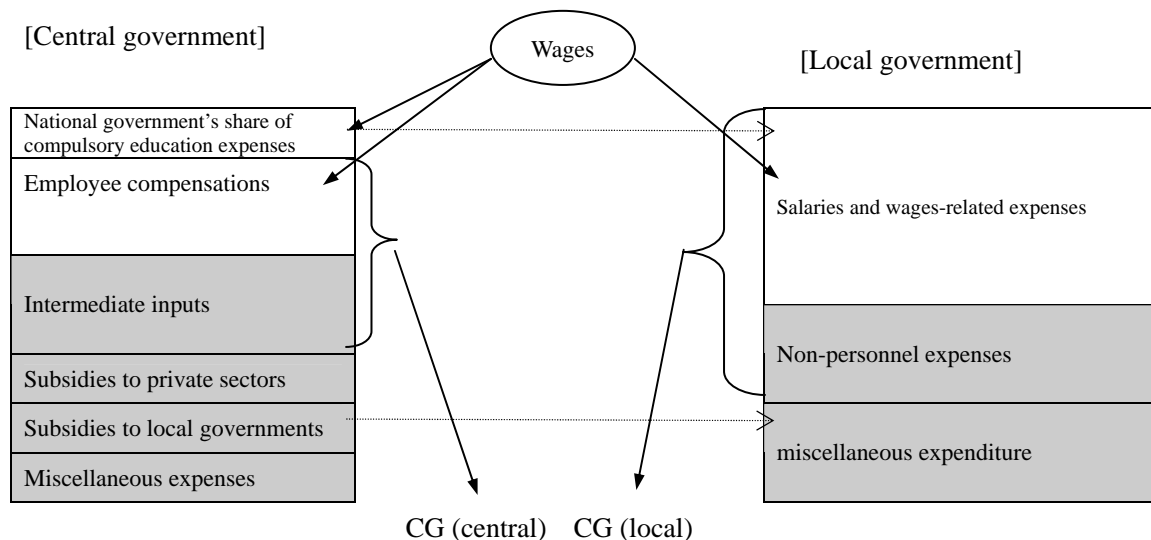 [Central government]
Wages
[Local government]
National government's share of
compulsory education expenses
Employee compensations
Intermediate inputs
Subsidies to private sectors
Subsidies to local governments
Miscellaneous expenses
Salaries and wages-related expenses
Non-personnel expenses
miscellaneous expenditure
CG (central)
CG (local)